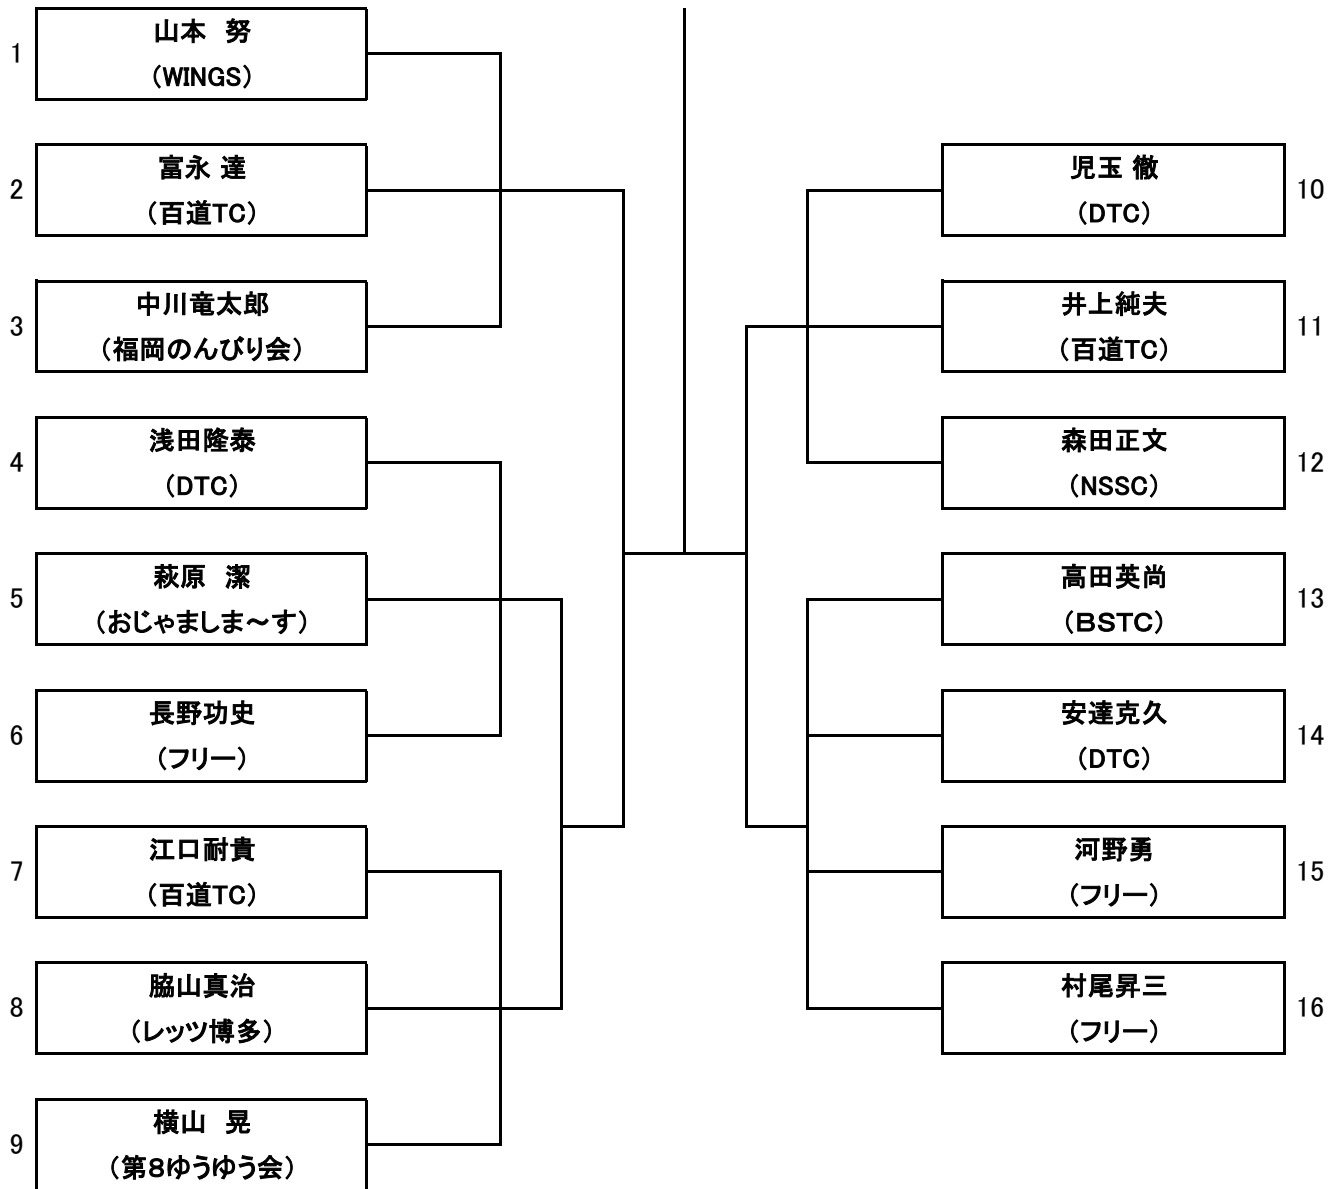 1
山本　努
（WINGS）
2
富永 達
（百道TC）
3
中川竜太郎
（福岡のんびり会）
4
浅田隆泰
（DTC）
5
萩原　潔
（おじゃましま～す）
6
長野功史
（フリー）
7
江口耐貴
（百道TC）
8
脇山真治
（レッツ博多）
9
横山　晃
（第８ゆうゆう会）
児玉 徹
（DTC）
10
井上純夫
（百道TC）
11
森田正文
（NSSC）
12
高田英尚
（ＢＳＴＣ）
13
安達克久
（DTC）
14
河野勇
（フリー）
15
村尾昇三
（フリー）
16